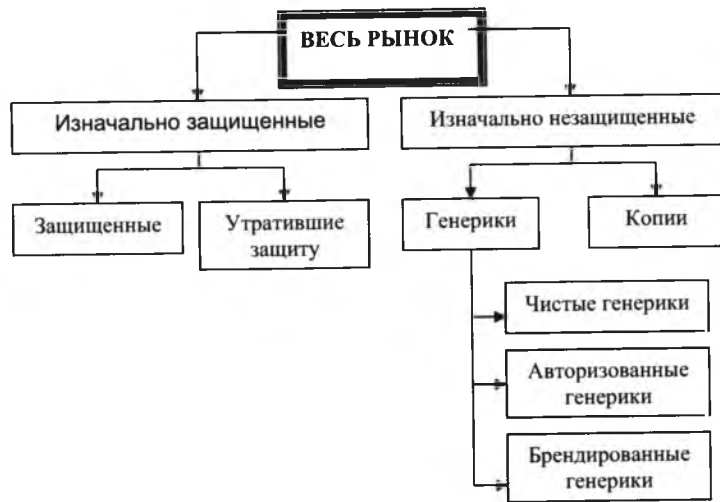 ВЕСЬ РЫНОК
Изначально защищенные
Изначально незащищенные
Защищенные
Утратившие
защиту
Генерики
Копии
Чистые генерики
Авторизованные
генерики
Брендированные
генерики